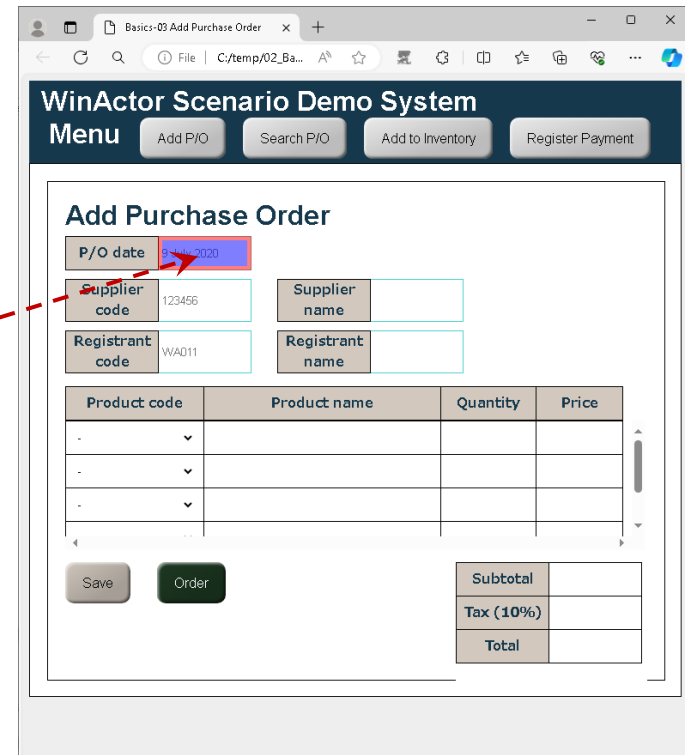 Basics-03 Add Purchase Order
File | C:/temp/02_Ba...
WinActor Scenario Demo System
Menu Add P/O Search P/O Add to Inventory Register Payment
Add Purchase Order
P/O date 9 July 2020
Supplier code 123456 Supplier name
Registrant code WA011 Registrant name
Product code Product name Quantity Price
-
-
-
Save Order
Subtotal
Tax (10%)
Total